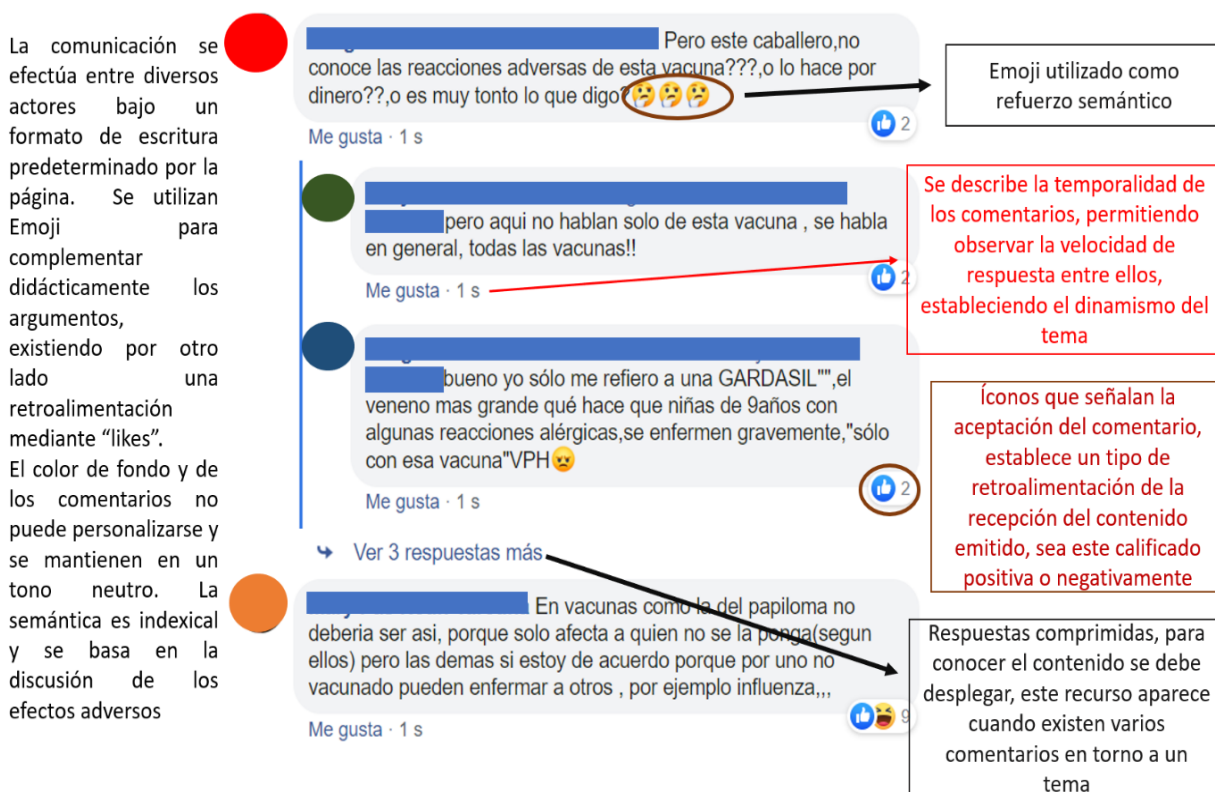 La comunicación se
efectúa entre diversos
actores bajo un
formato de escritura
predeterminado por la
página. Se utilizan
Emoji para
complementar
didácticamente los
argumentos,
existiendo por otro
lado una
retroalimentación
mediante “likes”.
El color de fondo y de
los comentarios no
puede personalizarse y
se mantienen en un
tono neutro. La
semántica es indexical
y se basa en la
discusión de los
efectos adversos
Pero este caballero,no
conoce las reacciones adversas de esta vacuna???,o lo hace por
dinero??,o es muy tonto lo que digo?🤔🤔🤔
2
Me gusta · 1 s
Emoji utilizado como
refuerzo semántico
pero aqui no hablan solo de esta vacuna , se habla
en general, todas las vacunas!!
2
Me gusta · 1 s
Se describe la temporalidad de
los comentarios, permitiendo
observar la velocidad de
respuesta entre ellos,
estableciendo el dinamismo del
tema
bueno yo sólo me refiero a una GARDASIL"",el
veneno mas grande qué hace que niñas de 9años con
algunas reacciones alérgicas,se enfermen gravemente,"sólo
con esa vacuna"VPH😠
2
Me gusta · 1 s
Íconos que señalan la
aceptación del comentario,
establece un tipo de
retroalimentación de la
recepción del contenido
emitido, sea este calificado
positiva o negativamente
Ver 3 respuestas más
En vacunas como la del papiloma no
deberia ser asi, porque solo afecta a quien no se la ponga(segun
ellos) pero las demas si estoy de acuerdo porque por uno no
vacunado pueden enfermar a otros , por ejemplo influenza,,,
9
Me gusta · 1 s
Respuestas comprimidas, para
conocer el contenido se debe
desplegar, este recurso aparece
cuando existen varios
comentarios en torno a un
tema